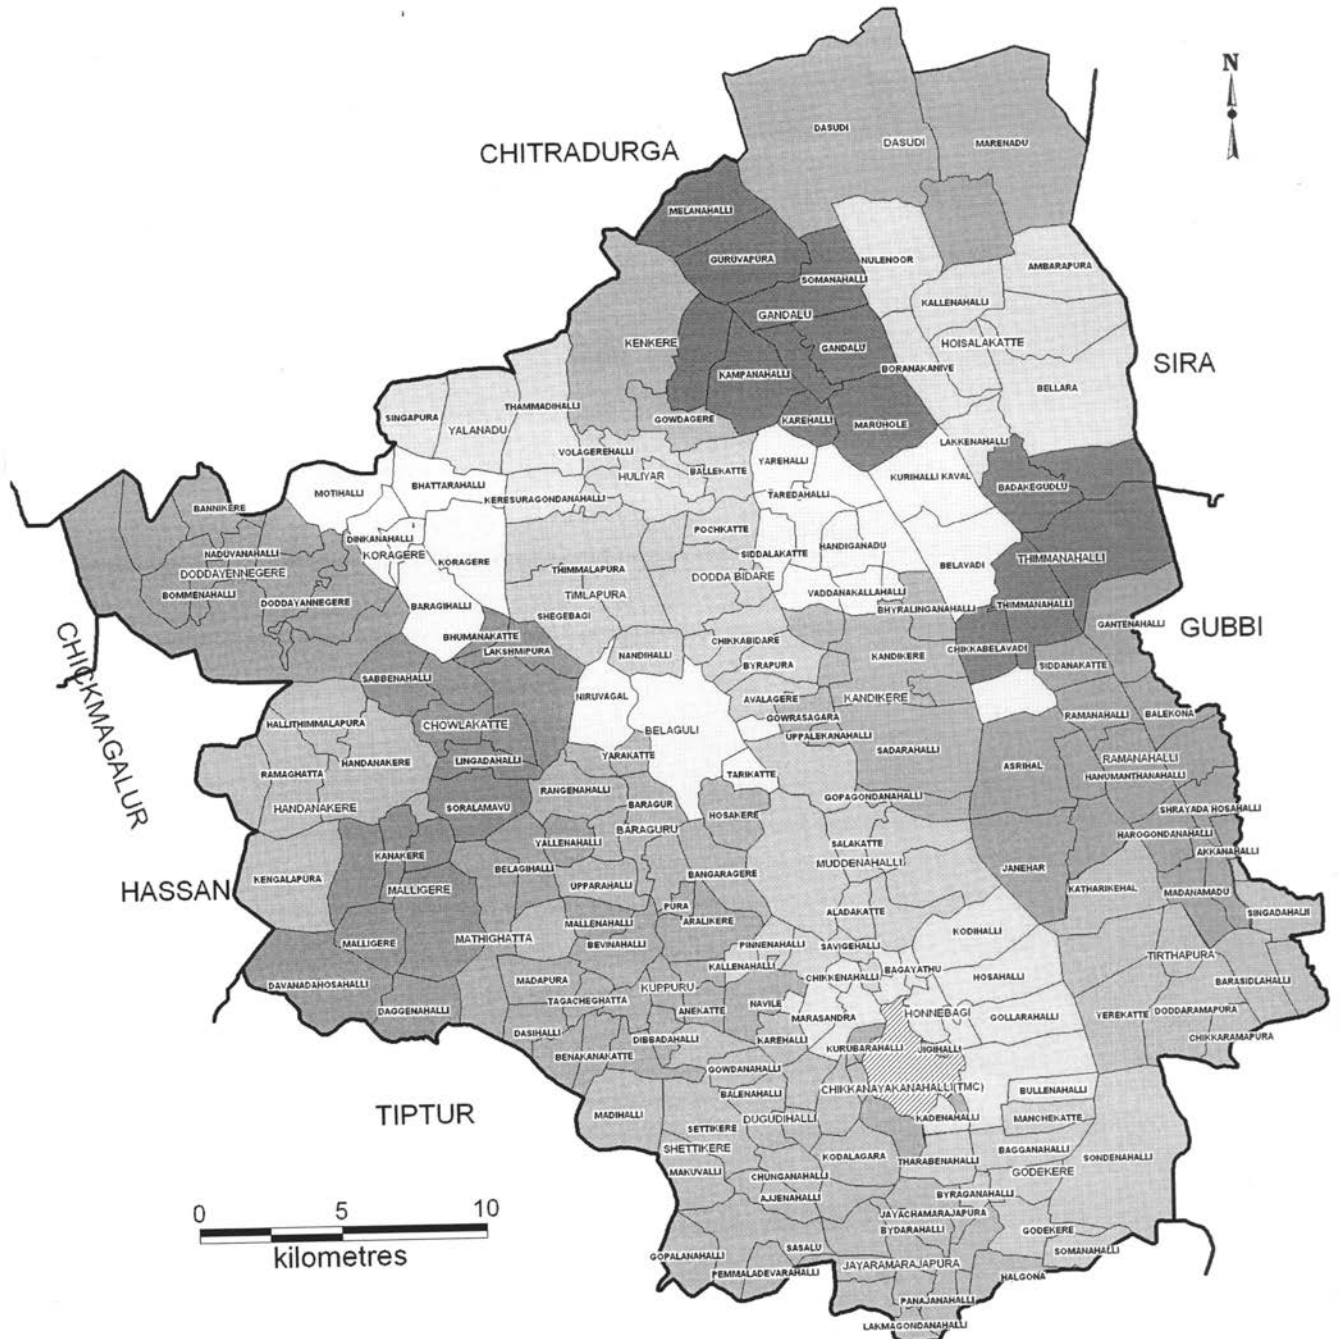 N
DASUDI
DASUDI
MARENADU
CHITRADURGA
MELANAHALLI
GURUVAPURA
NULENOOR
AMBARAPURA
SOMANAHALLI
KALLENAHALLI
GANDALU
KENKERE
GANDALU
HOISALAKATTE
SIRA
KAMPANAHALLI
BORANAKANIVE
BELLARA
SINGAPURA
THAMMADIHALLI
GOWDAGERE
KAREHALLI
MARUHOLE
YALANADU
LAKKENAHALLI
VOLAGEREHALLI
YAREHALLI
HULIYAR
BALLEKATTE
KURIHALLI KAVAL
BADAKEGUDLU
MOTIHALLI
BHATTARAHALLI
KERESURAGONDANAHALLI
TAREDAHALLI
BANNIKERE
DINKANAHALLI
POCHKATTE
NADUVANAHALLI
KORAGERE
KORAGERE
SIDDALAKATTE
HANDIGANADU
THIMMANAHALLI
DODDAYENNEGERE
THIMMALAPURA
DODDA BIDARE
BELAVADI
BOMMENAHALLI
DODDAYANNEGERE
BARAGIHALLI
TIMLAPURA
VADDANAKALLAHALLI
SHEGEBAGI
BHYRALINGANAHALLI
THIMMANAHALLI
GANTENAHALLI
GUBBI
BHUMANAKATTE
LAKSHMIPURA
NANDIHALLI
CHIKKABIDARE
KANDIKERE
CHIKKABELAVADI
CHICKMAGALUR
SABBENAHALLI
BYRAPURA
SIDDANAKATTE
NIRUVAGAL
AVALAGERE
KANDIKERE
HALLITHIMMALAPURA
CHOWLAKATTE
BELAGULI
GOWRASAGARA
RAMANAHALLI
BALEKONA
UPPALEKANAHALLI
HANDANAKERE
LINGADAHALLI
YARAKATTE
SADARAHALLI
ASRIHAL
RAMANAHALLI
RAMAGHATTA
TARIKATTE
HANUMANTHANAHALLI
RANGENAHALLI
GOPAGONDANAHALLI
HANDANAKERE
SORALAMAVU
BARAGUR
HOSAKERE
SHRAYADA HOSAHALLI
BARAGURU
YALLENAHALLI
SALAKATTE
HAROGONDANAHALLI
KANAKERE
MUDDENAHALLI
AKKANAHALLI
KENGALAPURA
BELAGIHALLI
BANGARAGERE
JANEHAR
HASSAN
MALLIGERE
UPPARAHALLI
KATHARIKEHAL
MADANAMADU
PURA
ALADAKATTE
SINGADAHALII
MALLENAHALLI
ARALIKERE
MALLIGERE
MATHIGHATTA
BEVINAHALLI
PINNENAHALLI
SAVIGEHALLI
KODIHALLI
TIRTHAPURA
KALLENAHALLI
BAGAYATHU
DAVANADAHOSAHALLI
MADAPURA
CHIKKENAHALLI
HOSAHALLI
BARASIDLAHALLI
KUPPURU
TAGACHEGHATTA
NAVILE
DAGGENAHALLI
ANEKATTE
MARASANDRA
HONNEBAGI
GOLLARAHALLI
YEREKATTE
DODDARAMAPURA
DASIHALLI
DIBBADAHALLI
KAREHALLI
CHIKKARAMAPURA
KURUBARAHALLI
JIGIHALLI
BENAKANAKATTE
GOWDANAHALLI
BALENAHALLI
CHIKKANAYAKANAHALLI(TMC)
BULLENAHALLI
TIPTUR
MADIHALLI
DUGUDIHALLI
KADENAHALLI
MANCHEKATTE
SETTIKERE
SHETTIKERE
BAGGANAHALLI
KODALAGARA
THARABENAHALLI
SONDENAHALLI
MAKUVALLI
CHUNGANAHALLI
GODEKERE
AJJENAHALLI
BYRAGANAHALLI
JAYACHAMARAJAPURA
0 5 10
BYDARAHALLI
GODEKERE
kilometres
GOPALANAHALLI
SASALU
SOMANAHALLI
PEMMALADEVARAHALLI
JAYARAMARAJAPURA
HALGONA
PANAJANAHALLI
LAKMAGONDANAHALLI